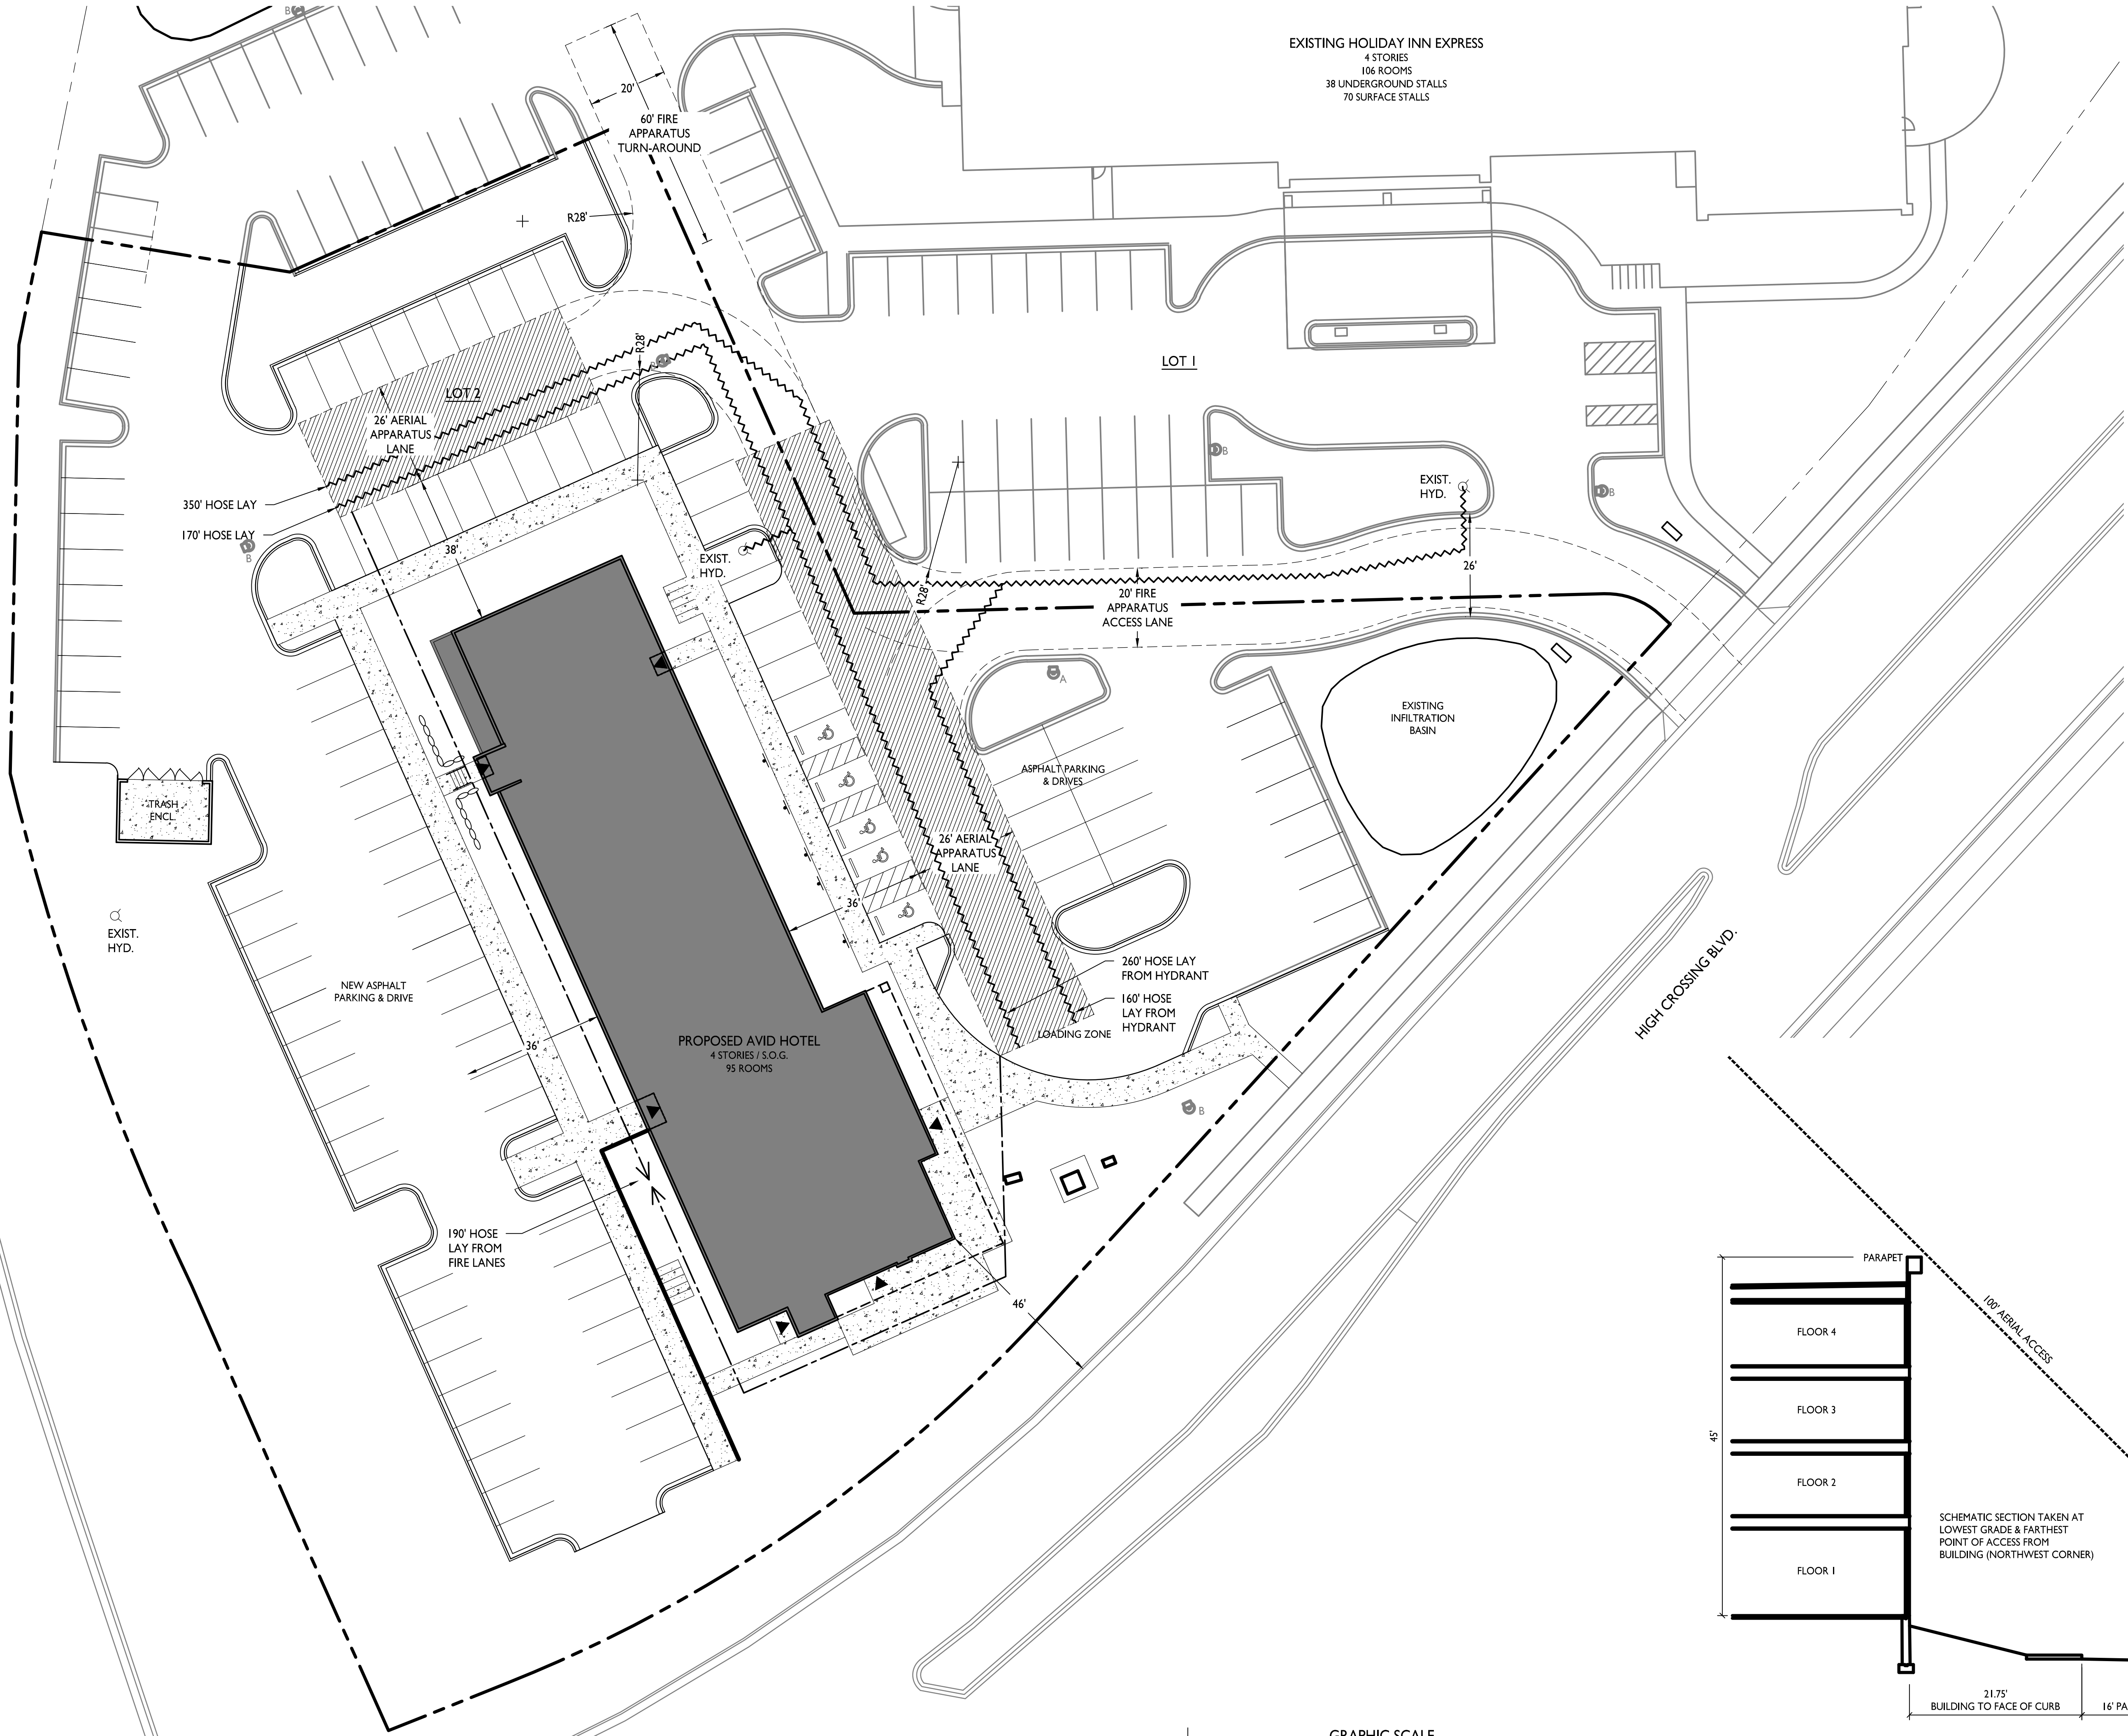 B
EXISTING HOLIDAY INN EXPRESS
4 STORIES
106 ROOMS
38 UNDERGROUND STALLS
70 SURFACE STALLS
20'
60' FIRE
APPARATUS
TURN-AROUND
R28'
R28'
B
LOT 1
LOT 2
26' AERIAL
APPARATUS
LANE
B
EXIST.
HYD.
B
350' HOSE LAY
170' HOSE LAY
B
38'
EXIST.
HYD.
R28'
26'
20' FIRE
APPARATUS
ACCESS LANE
A
EXISTING
INFILTRATION
BASIN
ASPHALT PARKING
& DRIVES
TRASH
ENCL.
26' AERIAL
APPARATUS
LANE
36'
EXIST.
HYD.
NEW ASPHALT
PARKING & DRIVE
260' HOSE LAY
FROM HYDRANT
160' HOSE
LAY FROM
HYDRANT
LOADING ZONE
HIGH CROSSING BLVD.
36'
PROPOSED AVID HOTEL
4 STORIES / S.O.G.
95 ROOMS
B
190' HOSE
LAY FROM
FIRE LANES
46'
PARAPET
100' AERIAL ACCESS
FLOOR 4
FLOOR 3
45'
FLOOR 2
SCHEMATIC SECTION TAKEN AT
LOWEST GRADE & FARTHEST
POINT OF ACCESS FROM
BUILDING (NORTHWEST CORNER)
FLOOR 1
21.75'
BUILDING TO FACE OF CURB
16' PA
GRAPHIC SCALE